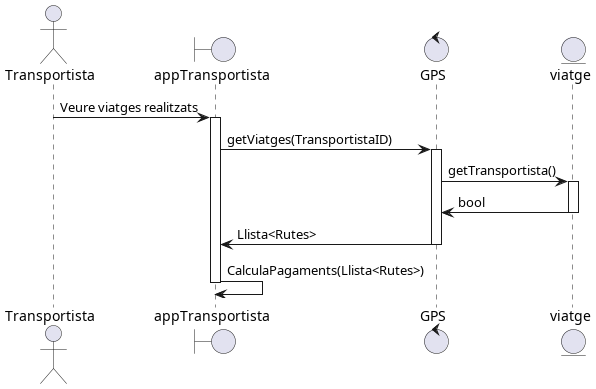 Transportista
appTransportista
GPS
viatge
Veure viatges realitzats
getViatges(TransportistaID)
getTransportista()
bool
Llista<Rutes>
CalculaPagaments(Llista<Rutes>)
Transportista
appTransportista
GPS
viatge